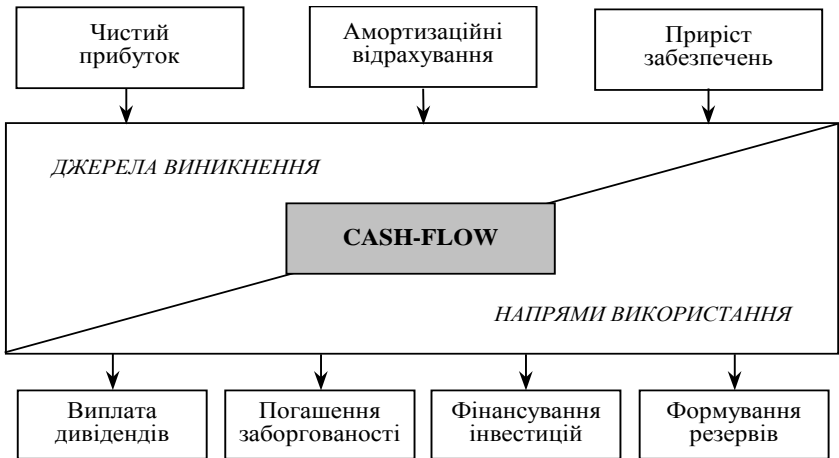 Чистий
прибуток
Амортизаційні
відрахування
Приріст
забезпечень
ДЖЕРЕЛА ВИНИКНЕННЯ
CASH-FLOW
НАПРЯМИ ВИКОРИСТАННЯ
Виплата
дивідендів
Погашення
заборгованості
Фінансування
інвестицій
Формування
резервів